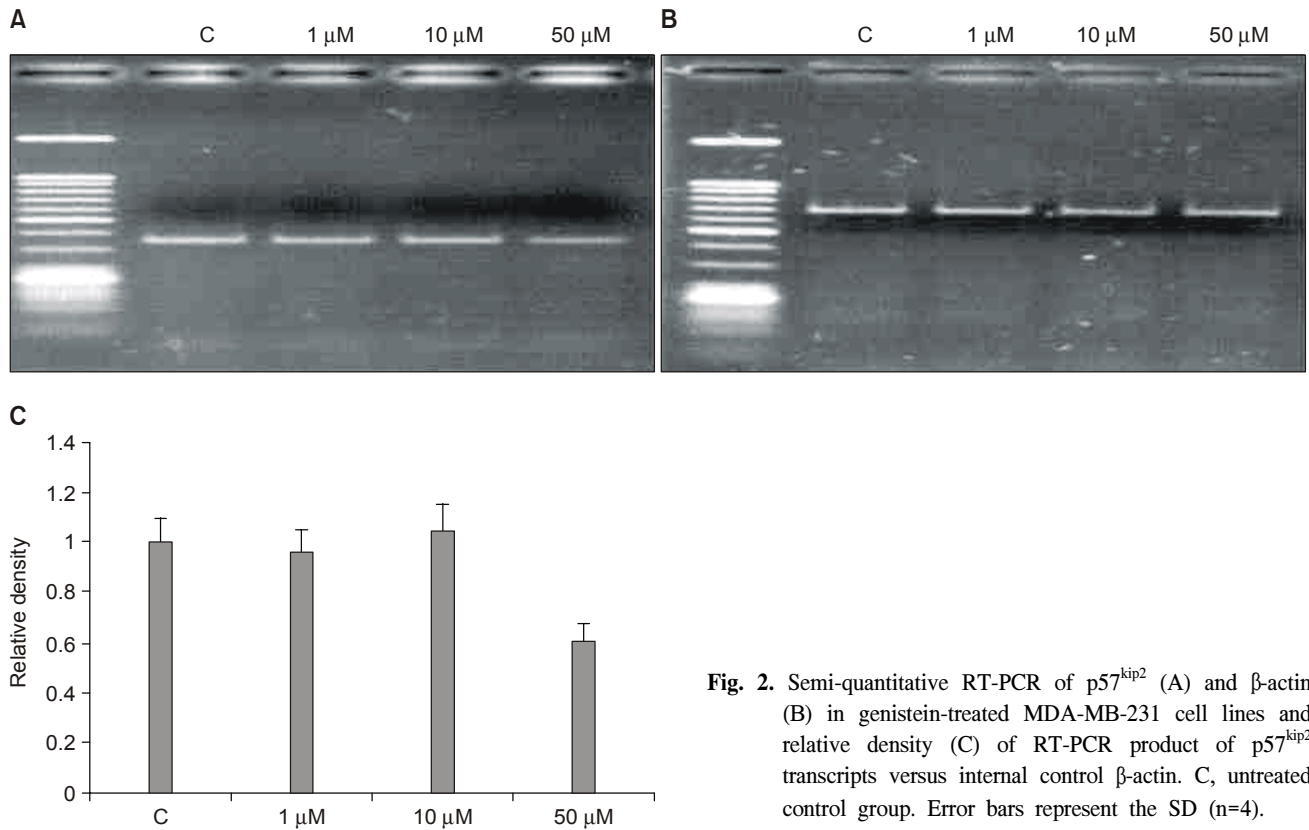 A
C 1 μM 10 μM 50 μM
B
C 1 μM 10 μM 50 μM
C
1.4
1.2
1
0.8
0.6
0.4
0.2
0
Relative density
C 1 μM 10 μM 50 μM
Fig. 2. Semi-quantitative RT-PCR of p57kip2 (A) and β-actin
(B) in genistein-treated MDA-MB-231 cell lines and
relative density (C) of RT-PCR product of p57kip2
transcripts versus internal control β-actin. C, untreated
control group. Error bars represent the SD (n=4).